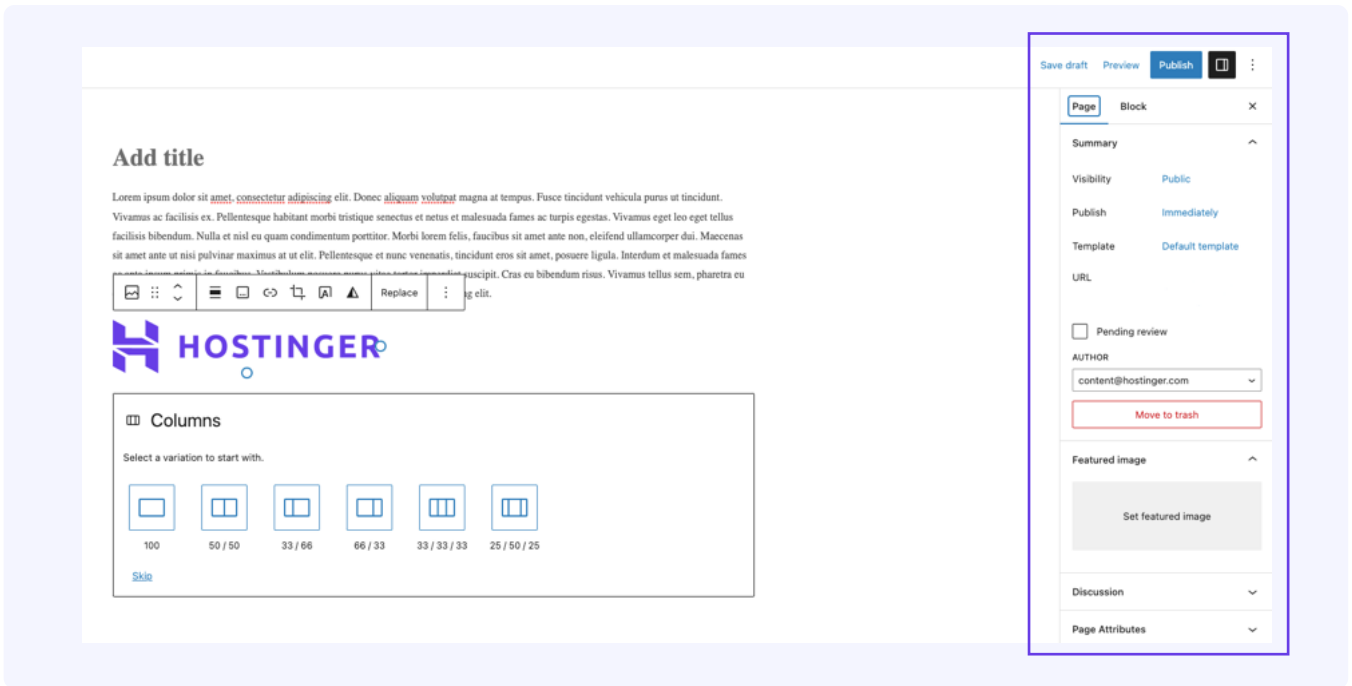 Save draft Preview Publish
Page Block
Summary
Visibility Public
Publish Immediately
Template Default template
URL
Pending review
AUTHOR
content@hostinger.com
Move to trash
Featured image
Set featured image
Discussion
Page Attributes
Add title
Lorem ipsum dolor sit amet, consectetur adipiscing elit. Donec aliquam volutpat magna at tempus. Fusce tincidunt vehicula purus ut tincidunt.
Vivamus ac facilisis ex. Pellentesque habitant morbi tristique senectus et netus et malesuada fames ac turpis egestas. Vivamus eget leo eget tellus
facilisis bibendum. Nulla et nisl eu quam condimentum porttitor. Morbi lorem felis, faucibus sit amet ante non, eleifend ullamcorper dui. Maecenas
sit amet ante ut nisi pulvinar maximus at ut elit. Pellentesque et nunc venenatis, tincidunt eros sit amet, posuere ligula. Interdum et malesuada fames
suscipit. Cras eu bibendum risus. Vivamus tellus sem, pharetra eu
elit.
Replace
HOSTINGER
Columns
Select a variation to start with.
100 50 / 50 33 / 66 66 / 33 33 / 33 / 33 25 / 50 / 25
Skip